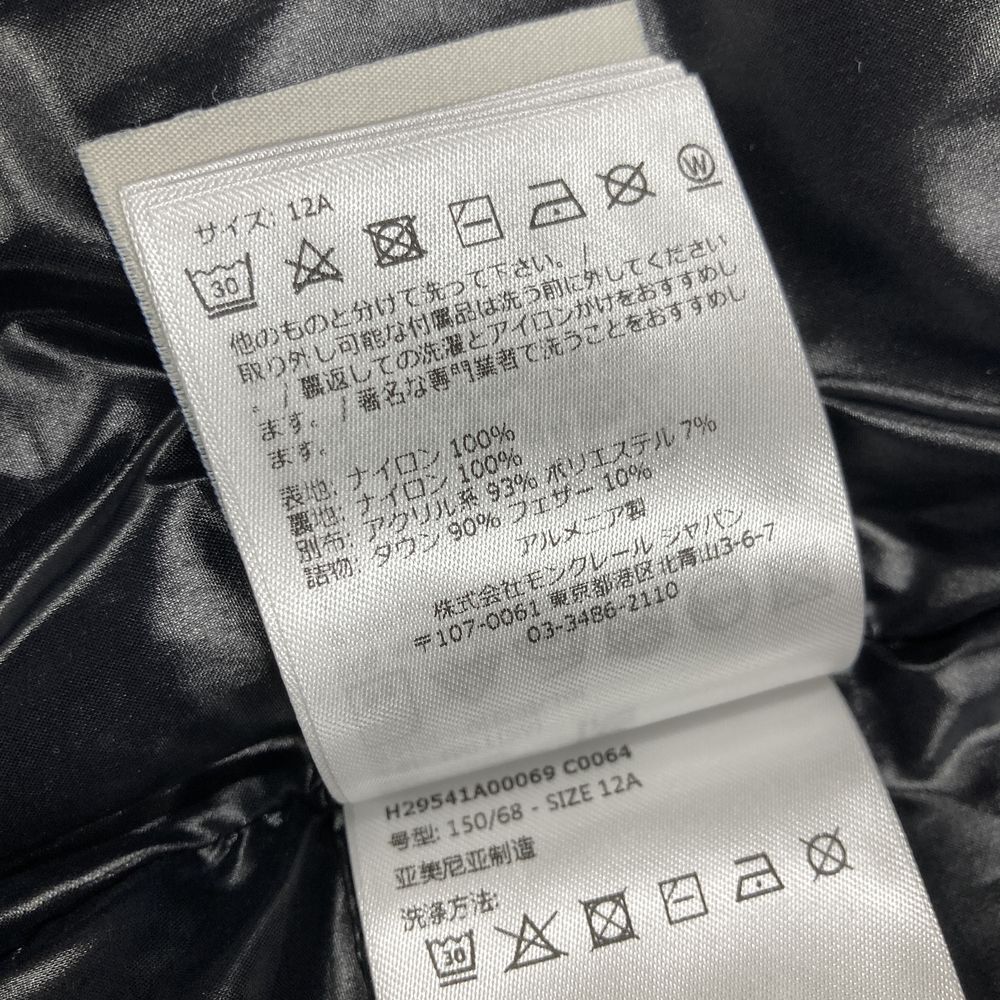 サイズ: 12A
30
W
他のものと分けて洗って下さい。 /
取り外し可能な付属品は洗う前に外してください
。 / 裏返しての洗濯とアイロンがけをおすすめし
ます。 / 著名な専門業者で洗うことをおすすめし
ます。
表地: ナイロン 100%
裏地: ナイロン 100%
別布: アクリル系 93% ポリエステル 7%
詰物: ダウン 90% フェザー 10%
アルメニア製
株式会社モンクレール ジャパン
〒107-0061 東京都港区北青山3-6-7
03-3486-2110
H29541A00069 C0064
号型: 150/68 - SIZE 12A
亚美尼亚制造
洗涤方法:
30